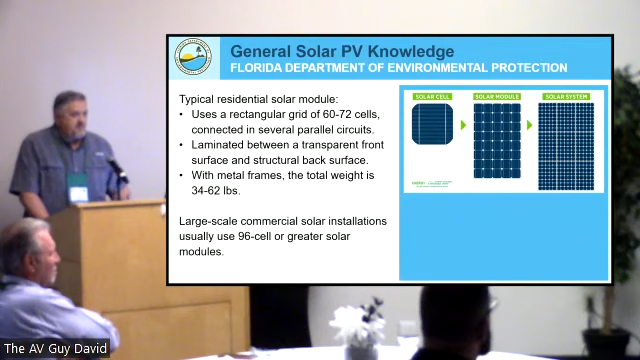 General Solar PV Knowledge
FLORIDA DEPARTMENT OF ENVIRONMENTAL PROTECTION
Typical residential solar module:
• Uses a rectangular grid of 60-72 cells,
connected in several parallel circuits.
• Laminated between a transparent front
surface and structural back surface.
• With metal frames, the total weight is
34-62 lbs.
Large-scale commercial solar installations
usually use 96-cell or greater solar
modules.
SOLAR CELL
SOLAR MODULE
SOLAR SYSTEM
The AV Guy David